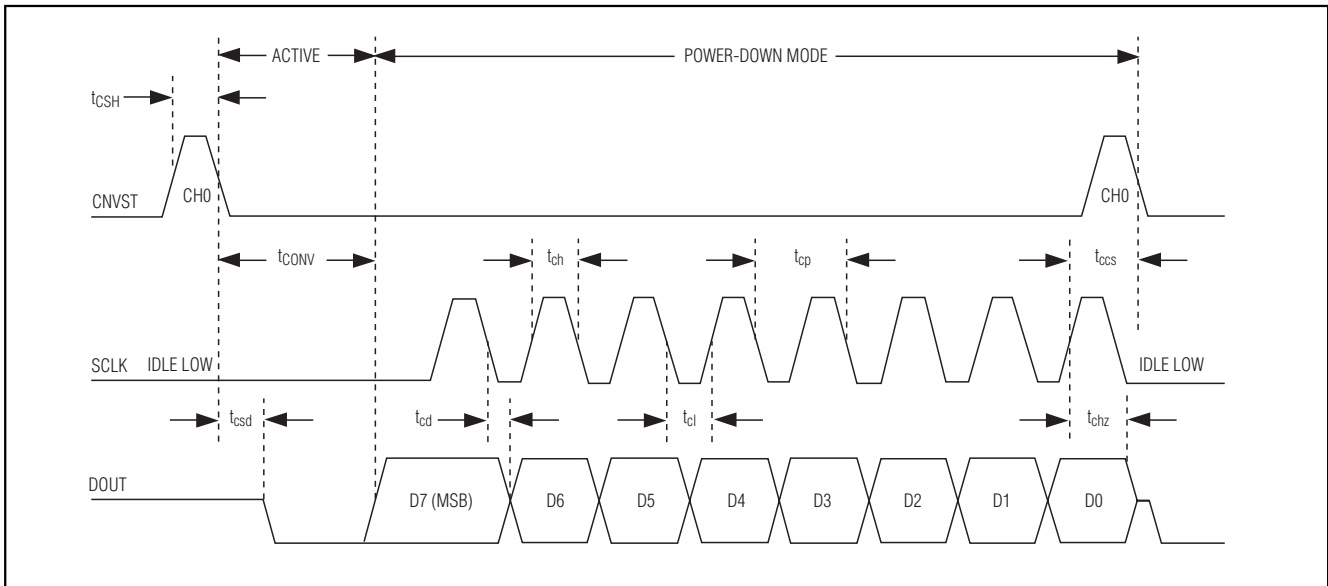 ACTIVE
POWER-DOWN MODE
tCSH
CNVST
CH0
CH0
tCONV
tch
tcp
tccs
SCLK
IDLE LOW
IDLE LOW
tcsd
tcd
tcl
tchz
DOUT
D7 (MSB)
D6
D5
D4
D3
D2
D1
D0